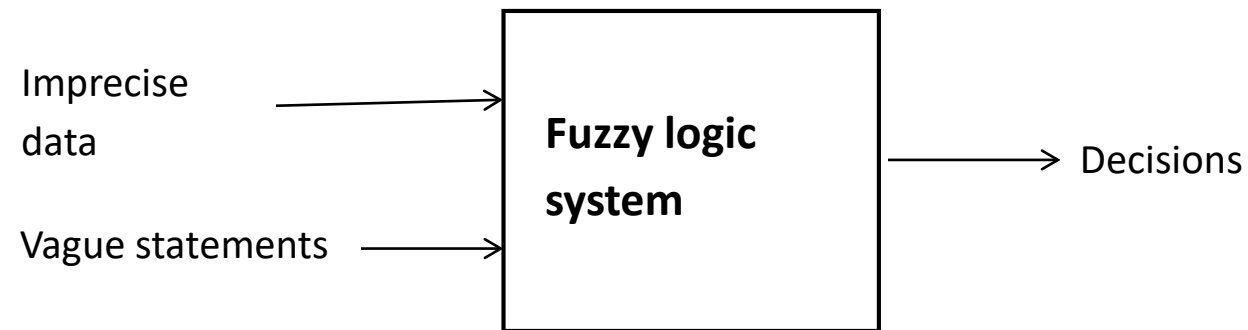 Imprecise
data
Vague statements
Fuzzy logic
system
Decisions